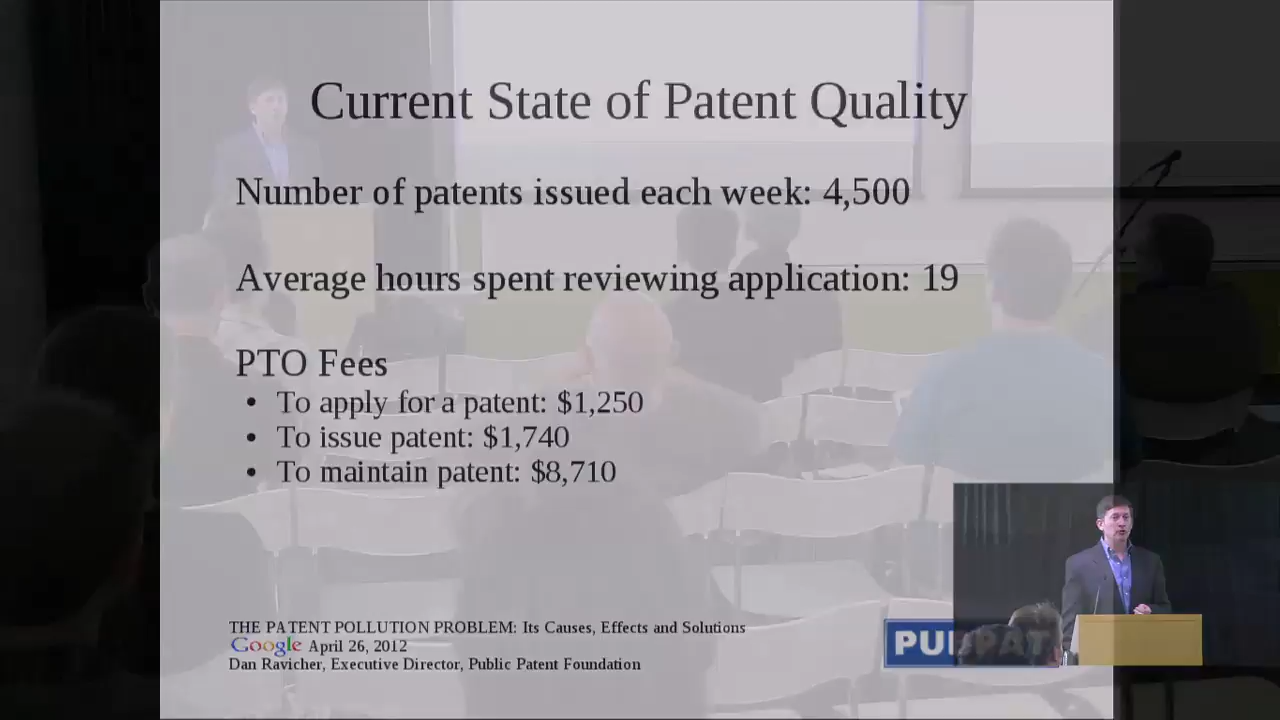 Current State of Patent Quality
Number of patents issued each week: 4,500
Average hours spent reviewing application: 19
PTO Fees
• To apply for a patent: $1,250
• To issue patent: $1,740
• To maintain patent: $8,710
THE PATENT POLLUTION PROBLEM: Its Causes, Effects and Solutions
Google April 26, 2012
Dan Ravicher, Executive Director, Public Patent Foundation
PUBPAT